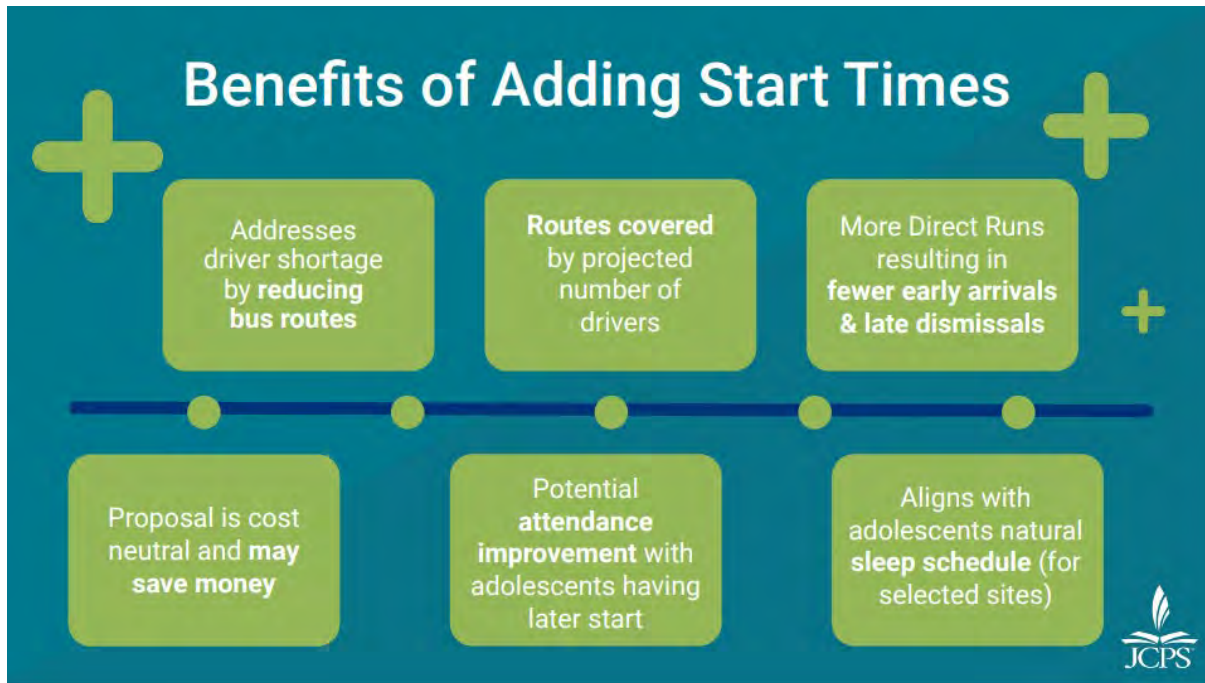 Benefits of Adding Start Times
Addresses
driver shortage
by reducing
bus routes
Routes covered
by projected
number of
drivers
More Direct Runs
resulting in
fewer early arrivals
& late dismissals
Proposal is cost
neutral and may
save money
Potential
attendance
improvement with
adolescents having
later start
Aligns with
adolescents natural
sleep schedule (for
selected sites)
JCPS